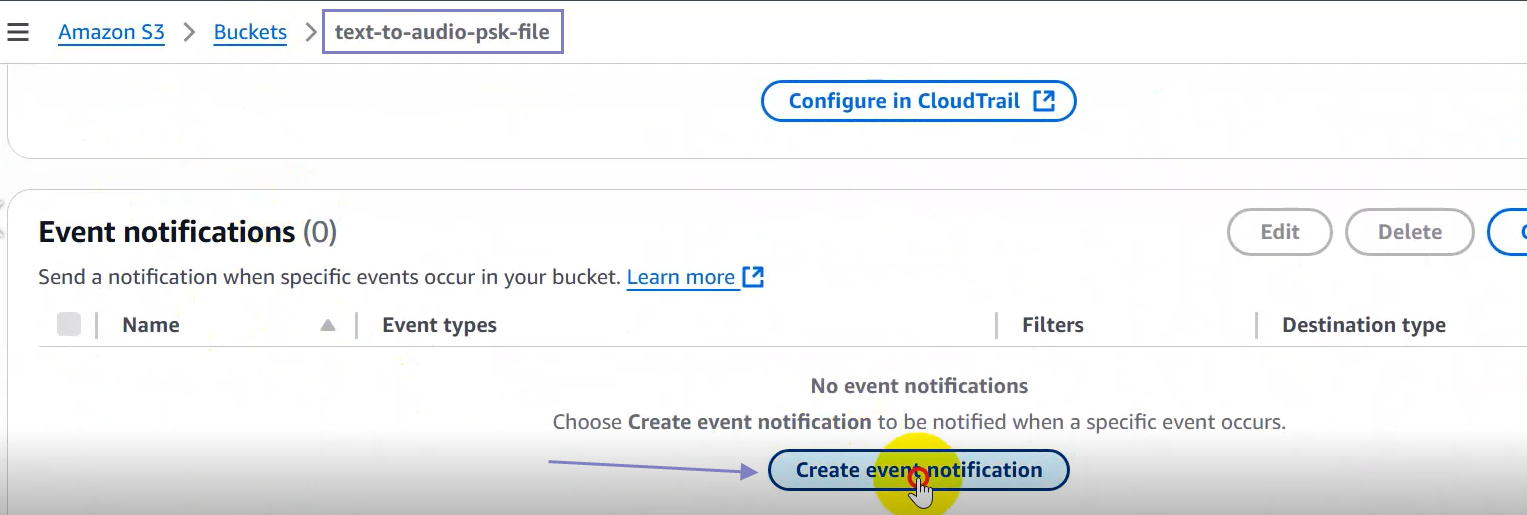 Amazon S3 > Buckets > text-to-audio-psk-file
Configure in CloudTrail
Event notifications (0)
Edit Delete
Send a notification when specific events occur in your bucket. Learn more
Name Event types Filters Destination type
No event notifications
Choose Create event notification to be notified when a specific event occurs.
Create event notification